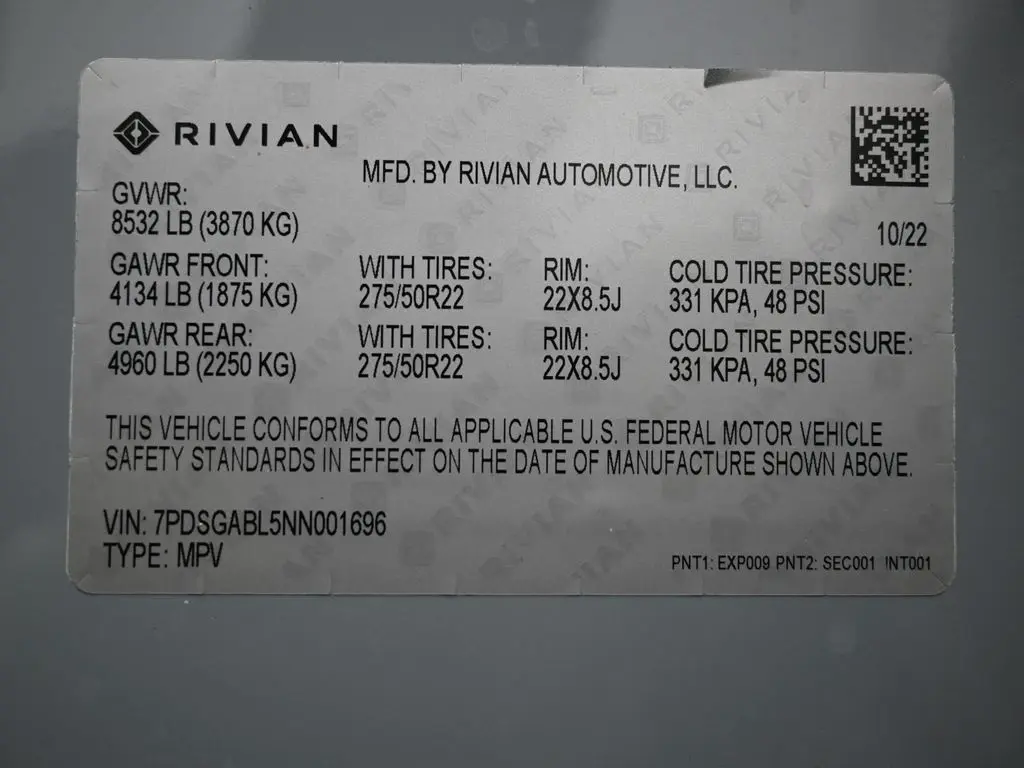 RIVIAN
MFD. BY RIVIAN AUTOMOTIVE, LLC.
GVWR:
8532 LB (3870 KG)
10/22
GAWR FRONT: WITH TIRES: RIM: COLD TIRE PRESSURE:
4134 LB (1875 KG) 275/50R22 22X8.5J 331 KPA, 48 PSI
GAWR REAR: WITH TIRES: RIM: COLD TIRE PRESSURE:
4960 LB (2250 KG) 275/50R22 22X8.5J 331 KPA, 48 PSI
THIS VEHICLE CONFORMS TO ALL APPLICABLE U.S. FEDERAL MOTOR VEHICLE
SAFETY STANDARDS IN EFFECT ON THE DATE OF MANUFACTURE SHOWN ABOVE.
VIN: 7PDSGABL5NN001696
TYPE: MPV
PNT1: EXP009 PNT2: SEC001 INT001